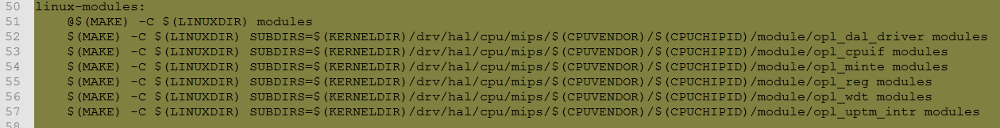 50 linux-modules:
51 @$(MAKE) -C $(LINUXDIR) modules
52 $(MAKE) -C $(LINUXDIR) SUBDIRS=$(KERNELDIR)/drv/hal/cpu/mips/$(CPUVENDOR)/$(CPUCHIPID)/module/opl_dal_driver modules
53 $(MAKE) -C $(LINUXDIR) SUBDIRS=$(KERNELDIR)/drv/hal/cpu/mips/$(CPUVENDOR)/$(CPUCHIPID)/module/opl_cpuif modules
54 $(MAKE) -C $(LINUXDIR) SUBDIRS=$(KERNELDIR)/drv/hal/cpu/mips/$(CPUVENDOR)/$(CPUCHIPID)/module/opl_minte modules
55 $(MAKE) -C $(LINUXDIR) SUBDIRS=$(KERNELDIR)/drv/hal/cpu/mips/$(CPUVENDOR)/$(CPUCHIPID)/module/opl_reg modules
56 $(MAKE) -C $(LINUXDIR) SUBDIRS=$(KERNELDIR)/drv/hal/cpu/mips/$(CPUVENDOR)/$(CPUCHIPID)/module/opl_wdt modules
57 $(MAKE) -C $(LINUXDIR) SUBDIRS=$(KERNELDIR)/drv/hal/cpu/mips/$(CPUVENDOR)/$(CPUCHIPID)/module/opl_uptm_intr modules
58